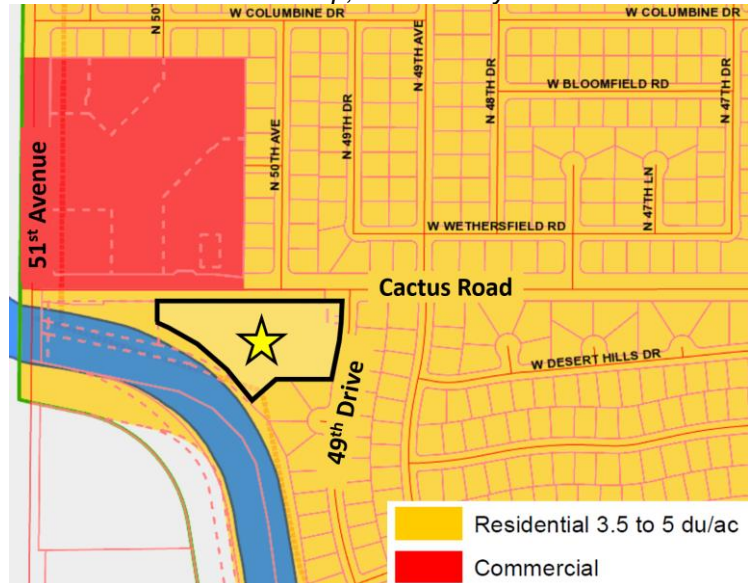 W COLUMBINE DR
W COLUMBINE DR
N 49TH AVE
N 48TH DR
N 47TH DR
N 49TH DR
W BLOOMFIELD RD
N 50TH AVE
N 47TH LN
51st Avenue
W WETHERSFIELD RD
Cactus Road
W DESERT HILLS DR
49th Drive
Residential 3.5 to 5 du/ac
Commercial